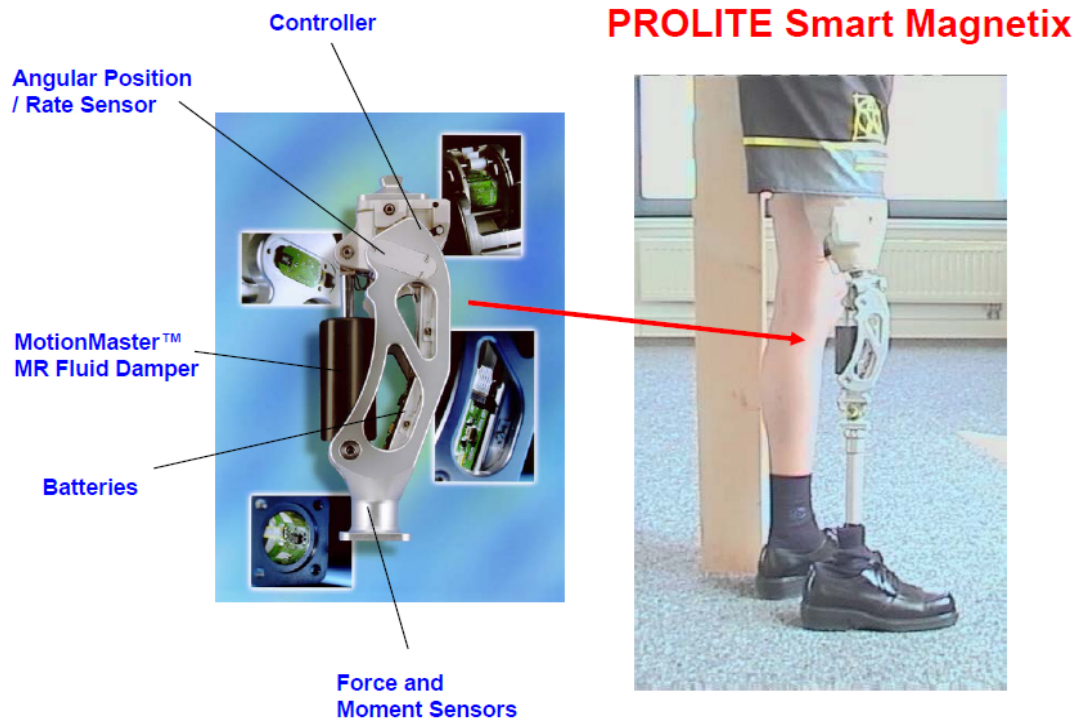 Controller
PROLITE Smart Magnetix
Angular Position
/ Rate Sensor
MotionMaster™
MR Fluid Damper
Batteries
Force and
Moment Sensors